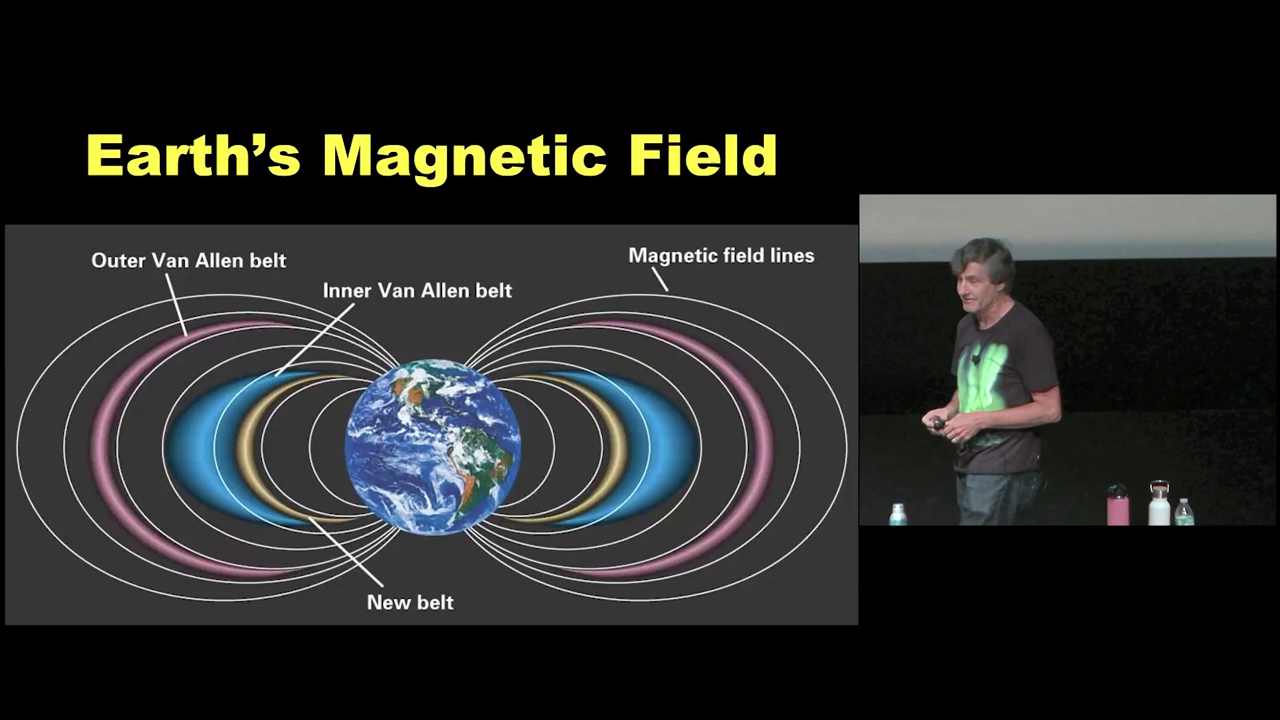 Earth's Magnetic Field
Outer Van Allen belt
Magnetic field lines
Inner Van Allen belt
New belt